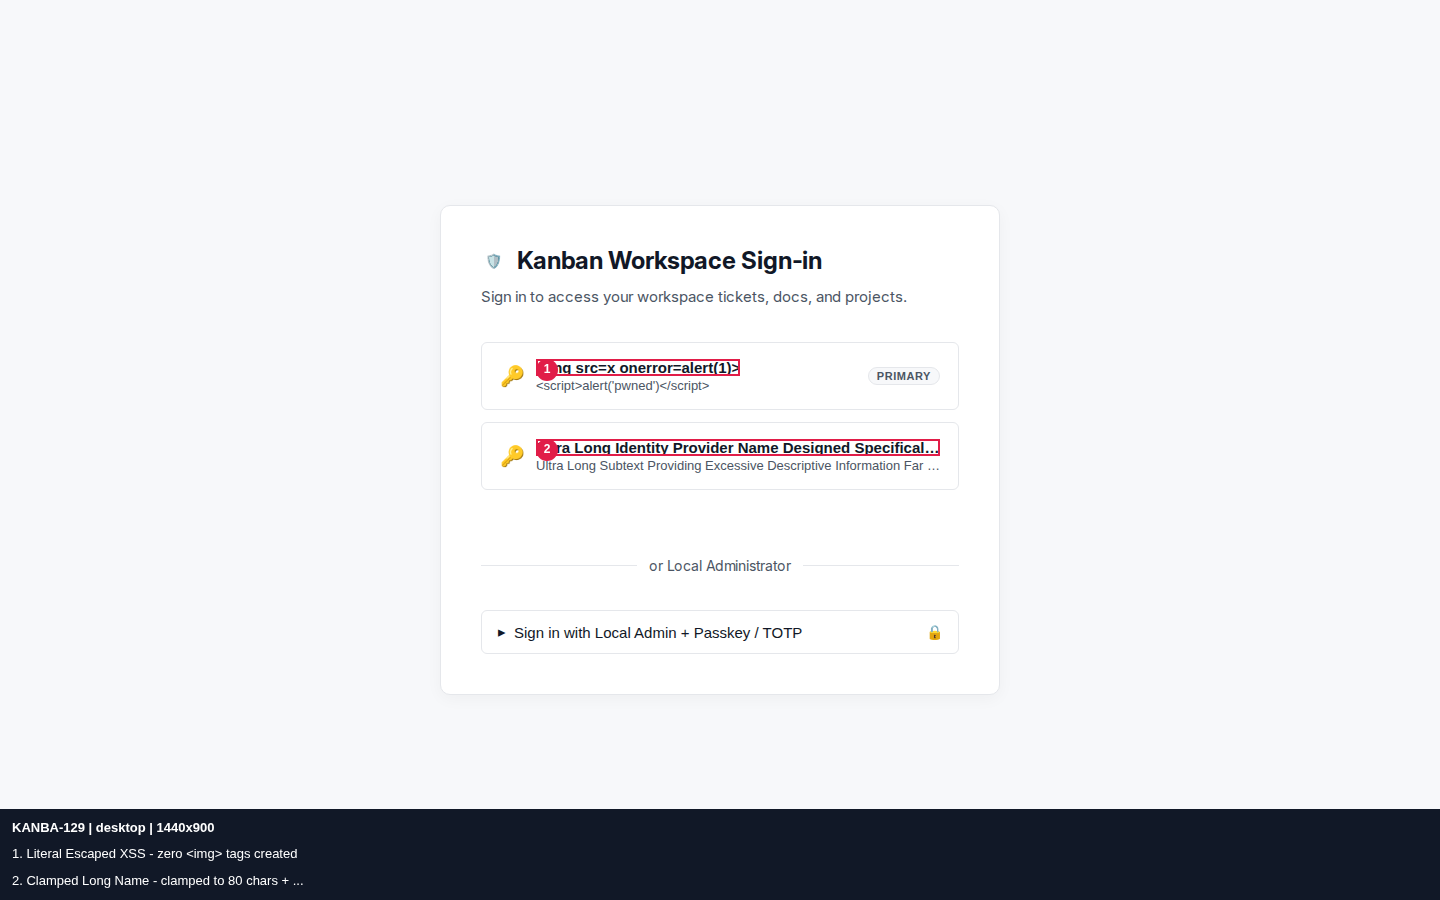 Kanban Workspace Sign-in
Sign in to access your workspace tickets, docs, and projects.
1 ng src=x onerror=alert(1)>
<script>alert('pwned')</script>
PRIMARY
2 ra Long Identity Provider Name Designed Specifical…
Ultra Long Subtext Providing Excessive Descriptive Information Far …
or Local Administrator
▸ Sign in with Local Admin + Passkey / TOTP
KANBA-129 | desktop | 1440x900
1. Literal Escaped XSS - zero <img> tags created
2. Clamped Long Name - clamped to 80 chars + ...